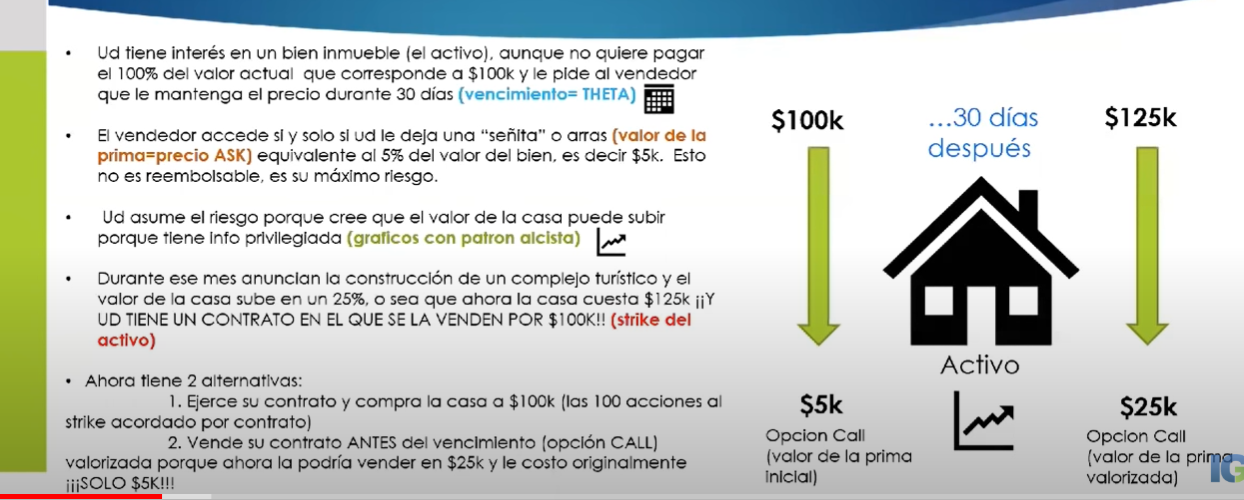 • Ud tiene interés en un bien inmueble (el activo), aunque no quiere pagar
el 100% del valor actual que corresponde a $100k y le pide al vendedor
que le mantenga el precio durante 30 días (vencimiento= THETA)
• El vendedor accede si y solo si ud le deja una “señita” o arras (valor de la
prima=precio ASK) equivalente al 5% del valor del bien, es decir $5k. Esto
no es reembolsable, es su máximo riesgo.
• Ud asume el riesgo porque cree que el valor de la casa puede subir
porque tiene info privilegiada (graficos con patron alcista)
• Durante ese mes anuncian la construcción de un complejo turístico y el
valor de la casa sube en un 25%, o sea que ahora la casa cuesta $125k ¡¡Y
UD TIENE UN CONTRATO EN EL QUE SE LA VENDEN POR $100K!! (strike del
activo)
• Ahora tiene 2 alternativas:
1. Ejerce su contrato y compra la casa a $100k (las 100 acciones al
strike acordado por contrato)
2. Vende su contrato ANTES del vencimiento (opción CALL)
valorizada porque ahora la podría vender en $25k y le costo originalmente
¡¡¡SOLO $5K!!!
$100k
$5k
Opcion Call
(valor de la prima
inicial)
...30 días
después
Activo
$125k
$25k
Opcion Call
(valor de la prima
valorizada)
IG